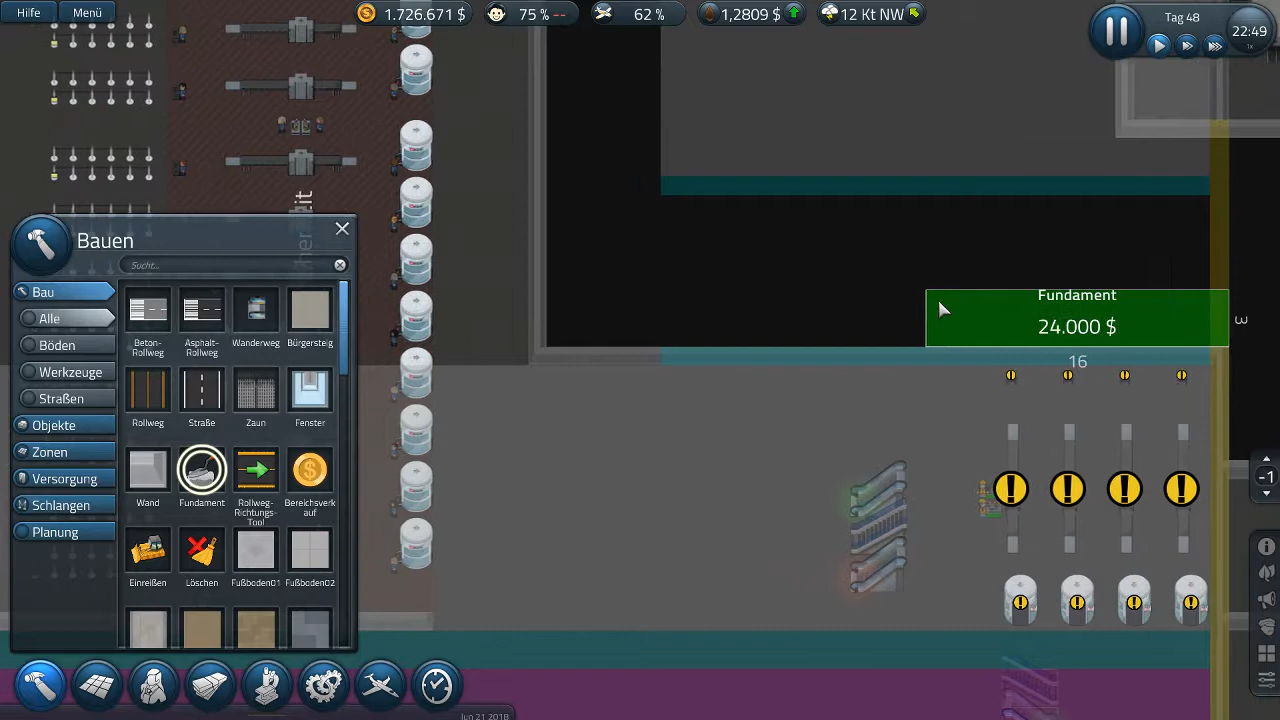 Hilfe
Menü
1.726.671 $
75 % --
62 %
1,2809 $
12 Kt NW
Tag 48
22:49
1x
Bauen
Sucht...
Bau
Alle
Böden
Werkzeuge
Straßen
Objekte
Zonen
Versorgung
Schlangen
Planung
Beton-
Rollweg
Asphalt-
Rollweg
Wanderweg
Bürgersteig
Rollweg
Straße
Zaun
Fenster
Wand
Fundament
Rollweg-
Richtungs-
Tool
Bereichsverk
auf
Einreißen
Löschen
Fußboden01
Fußboden02
Fundament
24.000 $
16
3
-1
Jun 21 2018